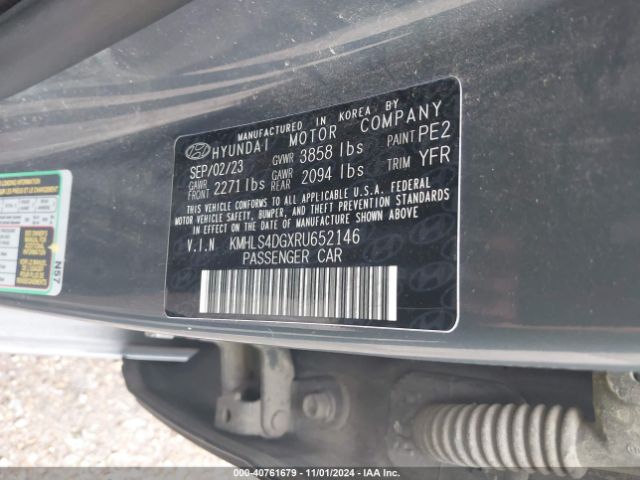 MANUFACTURED IN KOREA BY
HYUNDAI MOTOR COMPANY
SEP/02/23 GVWR 3858 lbs PAINT PE2
GAWR FRONT 2271 lbs GAWR REAR 2094 lbs TRIM YFR
THIS VEHICLE CONFORMS TO ALL APPLICABLE U.S.A. FEDERAL
MOTOR VEHICLE SAFETY, BUMPER, AND THEFT PREVENTION STANDARDS
IN EFFECT ON THE DATE OF MANUFACTURE SHOWN ABOVE.
V.I.N KMHLS4DGXRU652146
PASSENGER CAR
N57
000-40761679 - 11/01/2024 - IAA Inc.